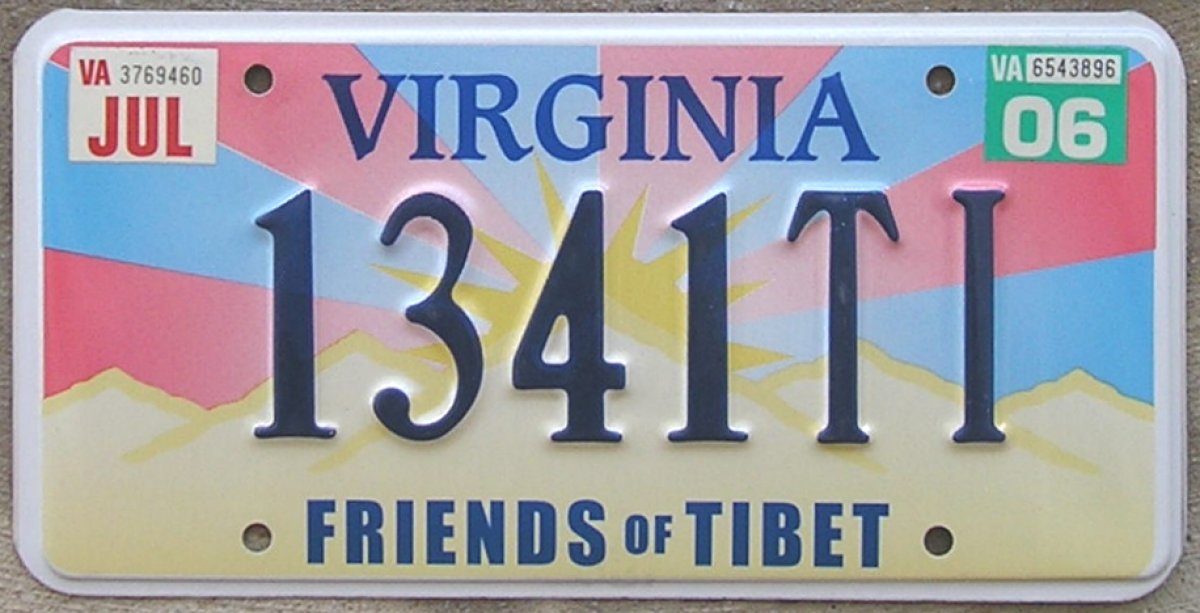 VA 3769460
JUL
VIRGINIA
VA 6543896
06
1341TI
FRIENDS OF TIBET